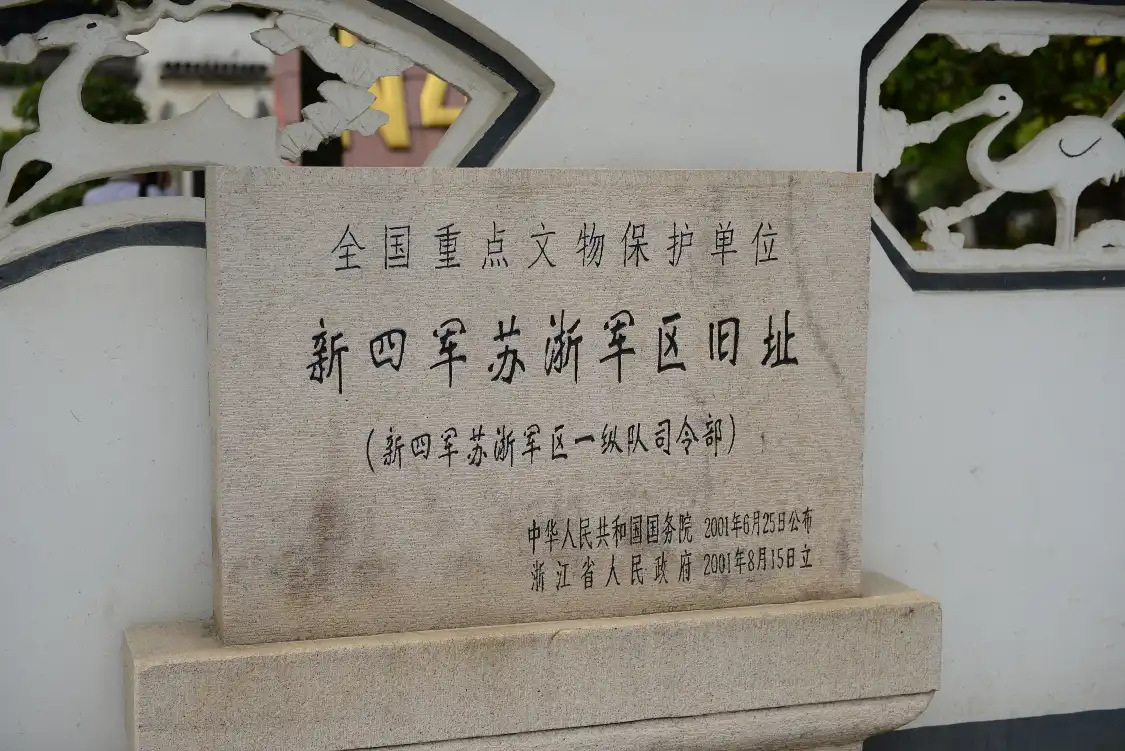 全国重点文物保护单位
新四军苏浙军区旧址
(新四军苏浙军区一纵队司令部)
中华人民共和国国务院 2001年6月25日公布
浙江省人民政府 2001年8月15日立